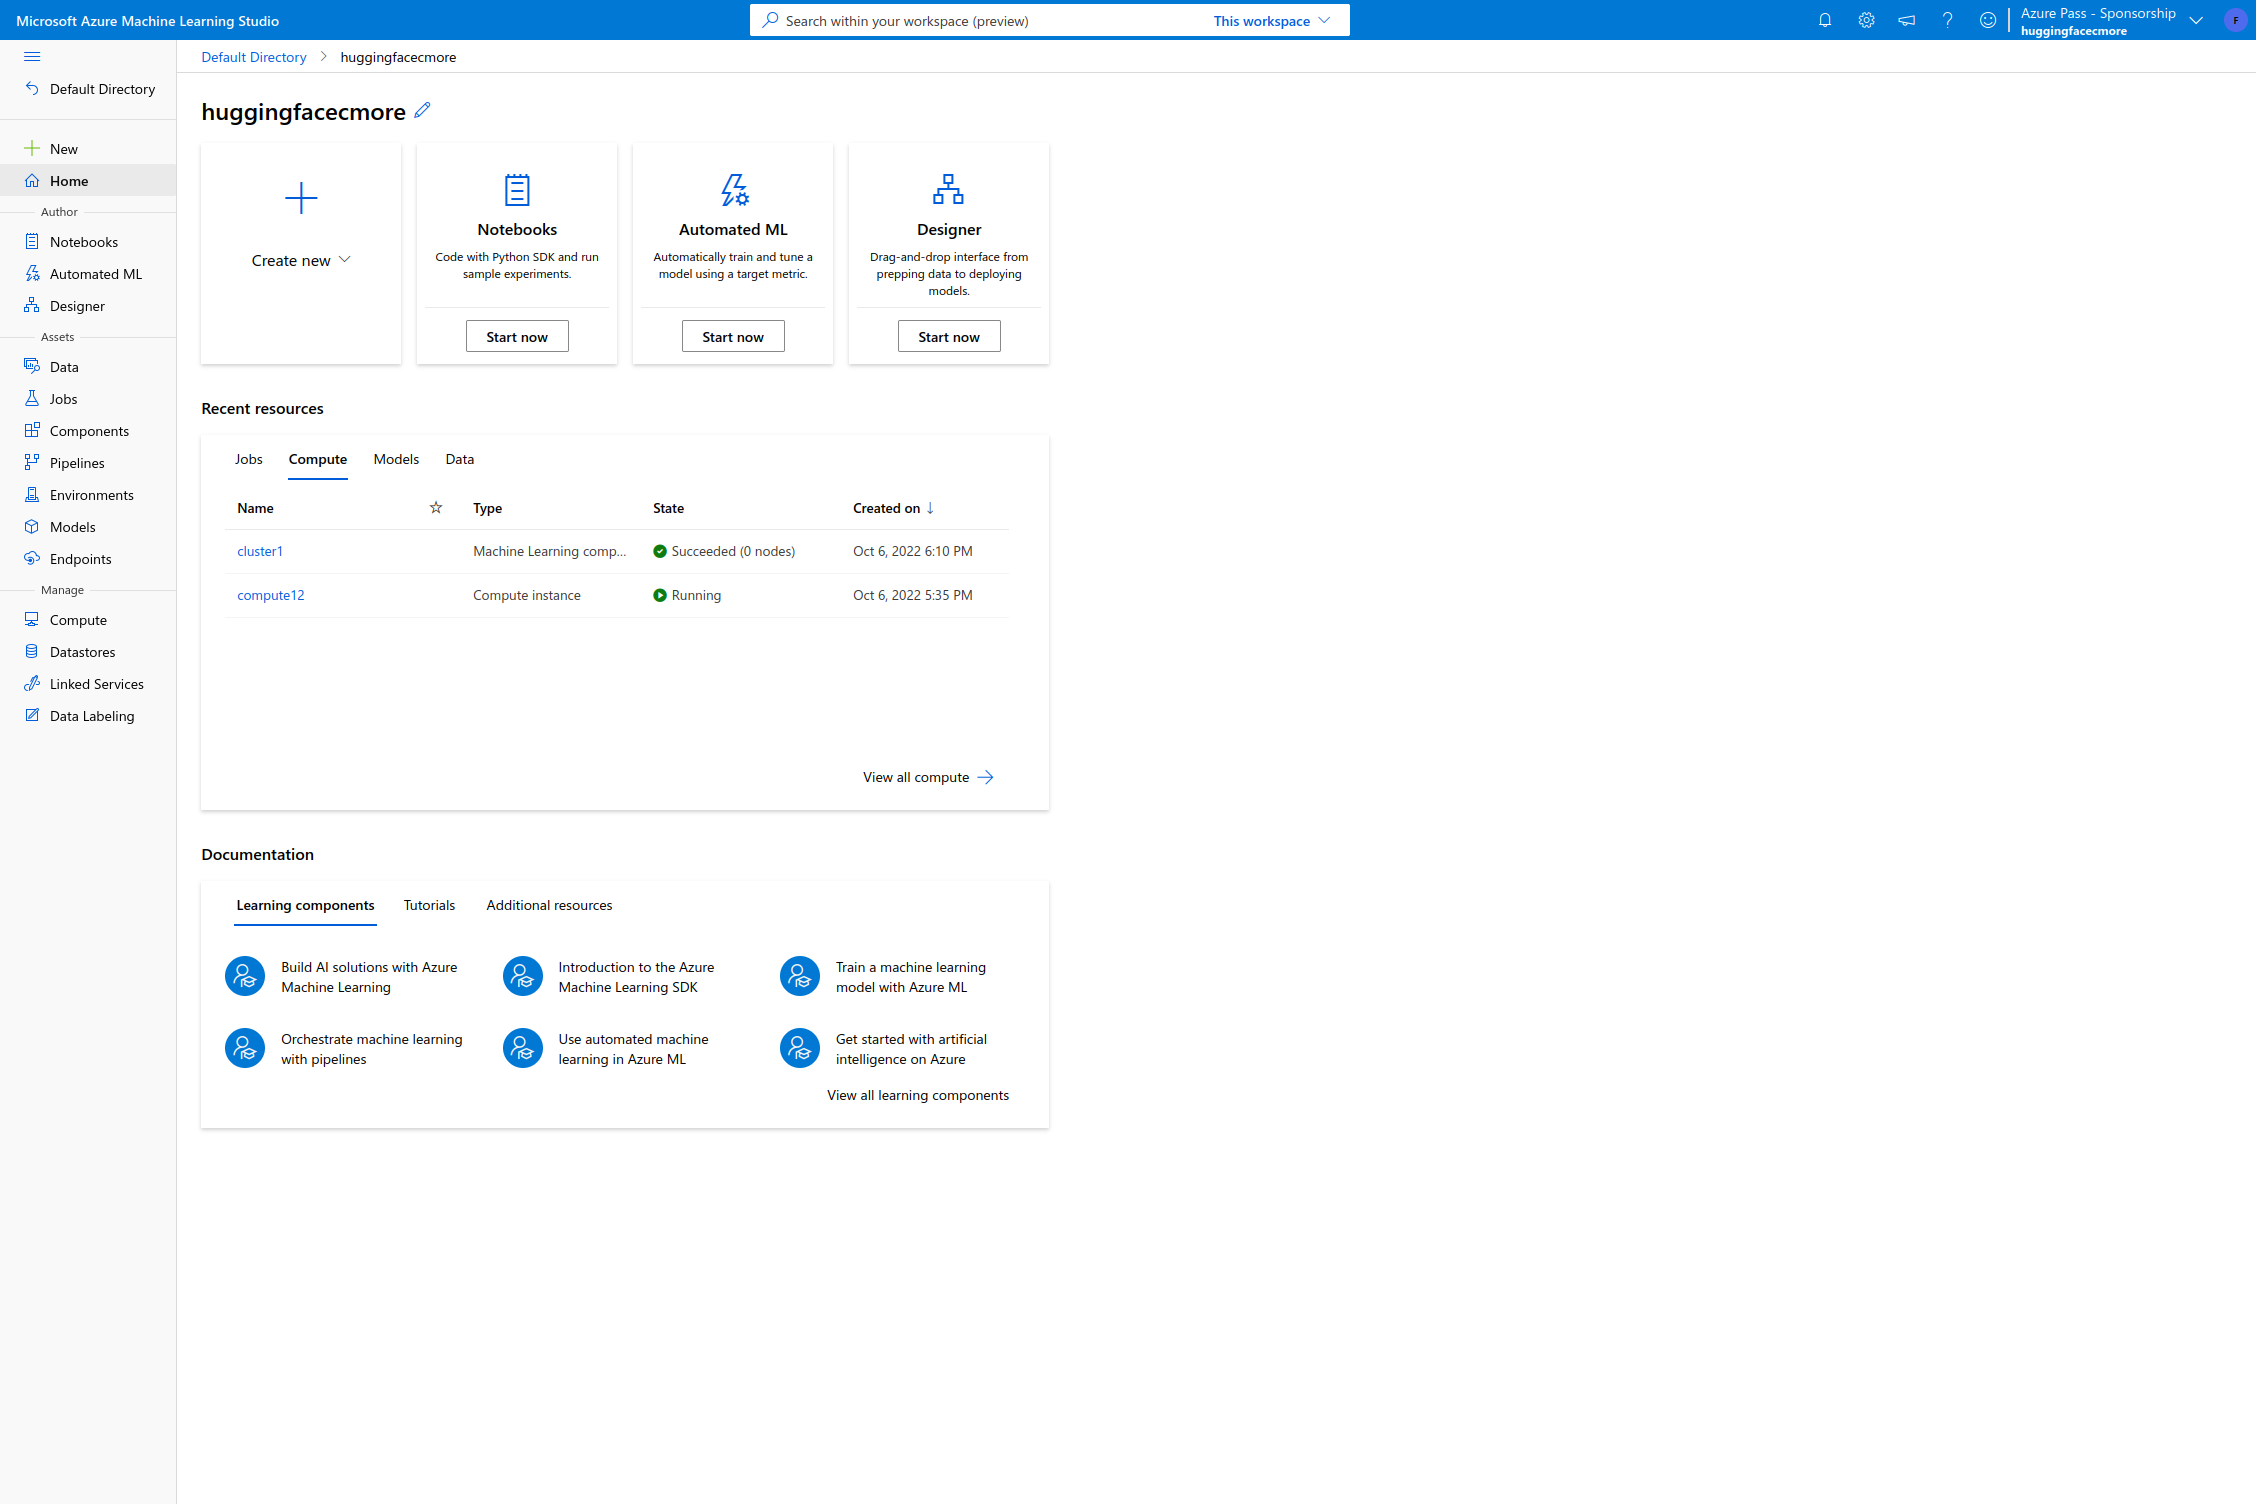 Microsoft Azure Machine Learning Studio
Search within your workspace (preview)
This workspace
Azure Pass - Sponsorship
huggingfacecmore
F
Default Directory
huggingfacecmore
Default Directory
New
Home
Author
Notebooks
Automated ML
Designer
Assets
Data
Jobs
Components
Pipelines
Environments
Models
Endpoints
Manage
Compute
Datastores
Linked Services
Data Labeling
huggingfacecmore
Create new
Notebooks
Code with Python SDK and run
sample experiments.
Start now
Automated ML
Automatically train and tune a
model using a target metric.
Start now
Designer
Drag-and-drop interface from
prepping data to deploying
models.
Start now
Recent resources
Jobs Compute Models Data
Name Type State Created on
cluster1 Machine Learning comp... Succeeded (0 nodes) Oct 6, 2022 6:10 PM
compute12 Compute instance Running Oct 6, 2022 5:35 PM
View all compute
Documentation
Learning components Tutorials Additional resources
Build AI solutions with Azure
Machine Learning
Introduction to the Azure
Machine Learning SDK
Train a machine learning
model with Azure ML
Orchestrate machine learning
with pipelines
Use automated machine
learning in Azure ML
Get started with artificial
intelligence on Azure
View all learning components